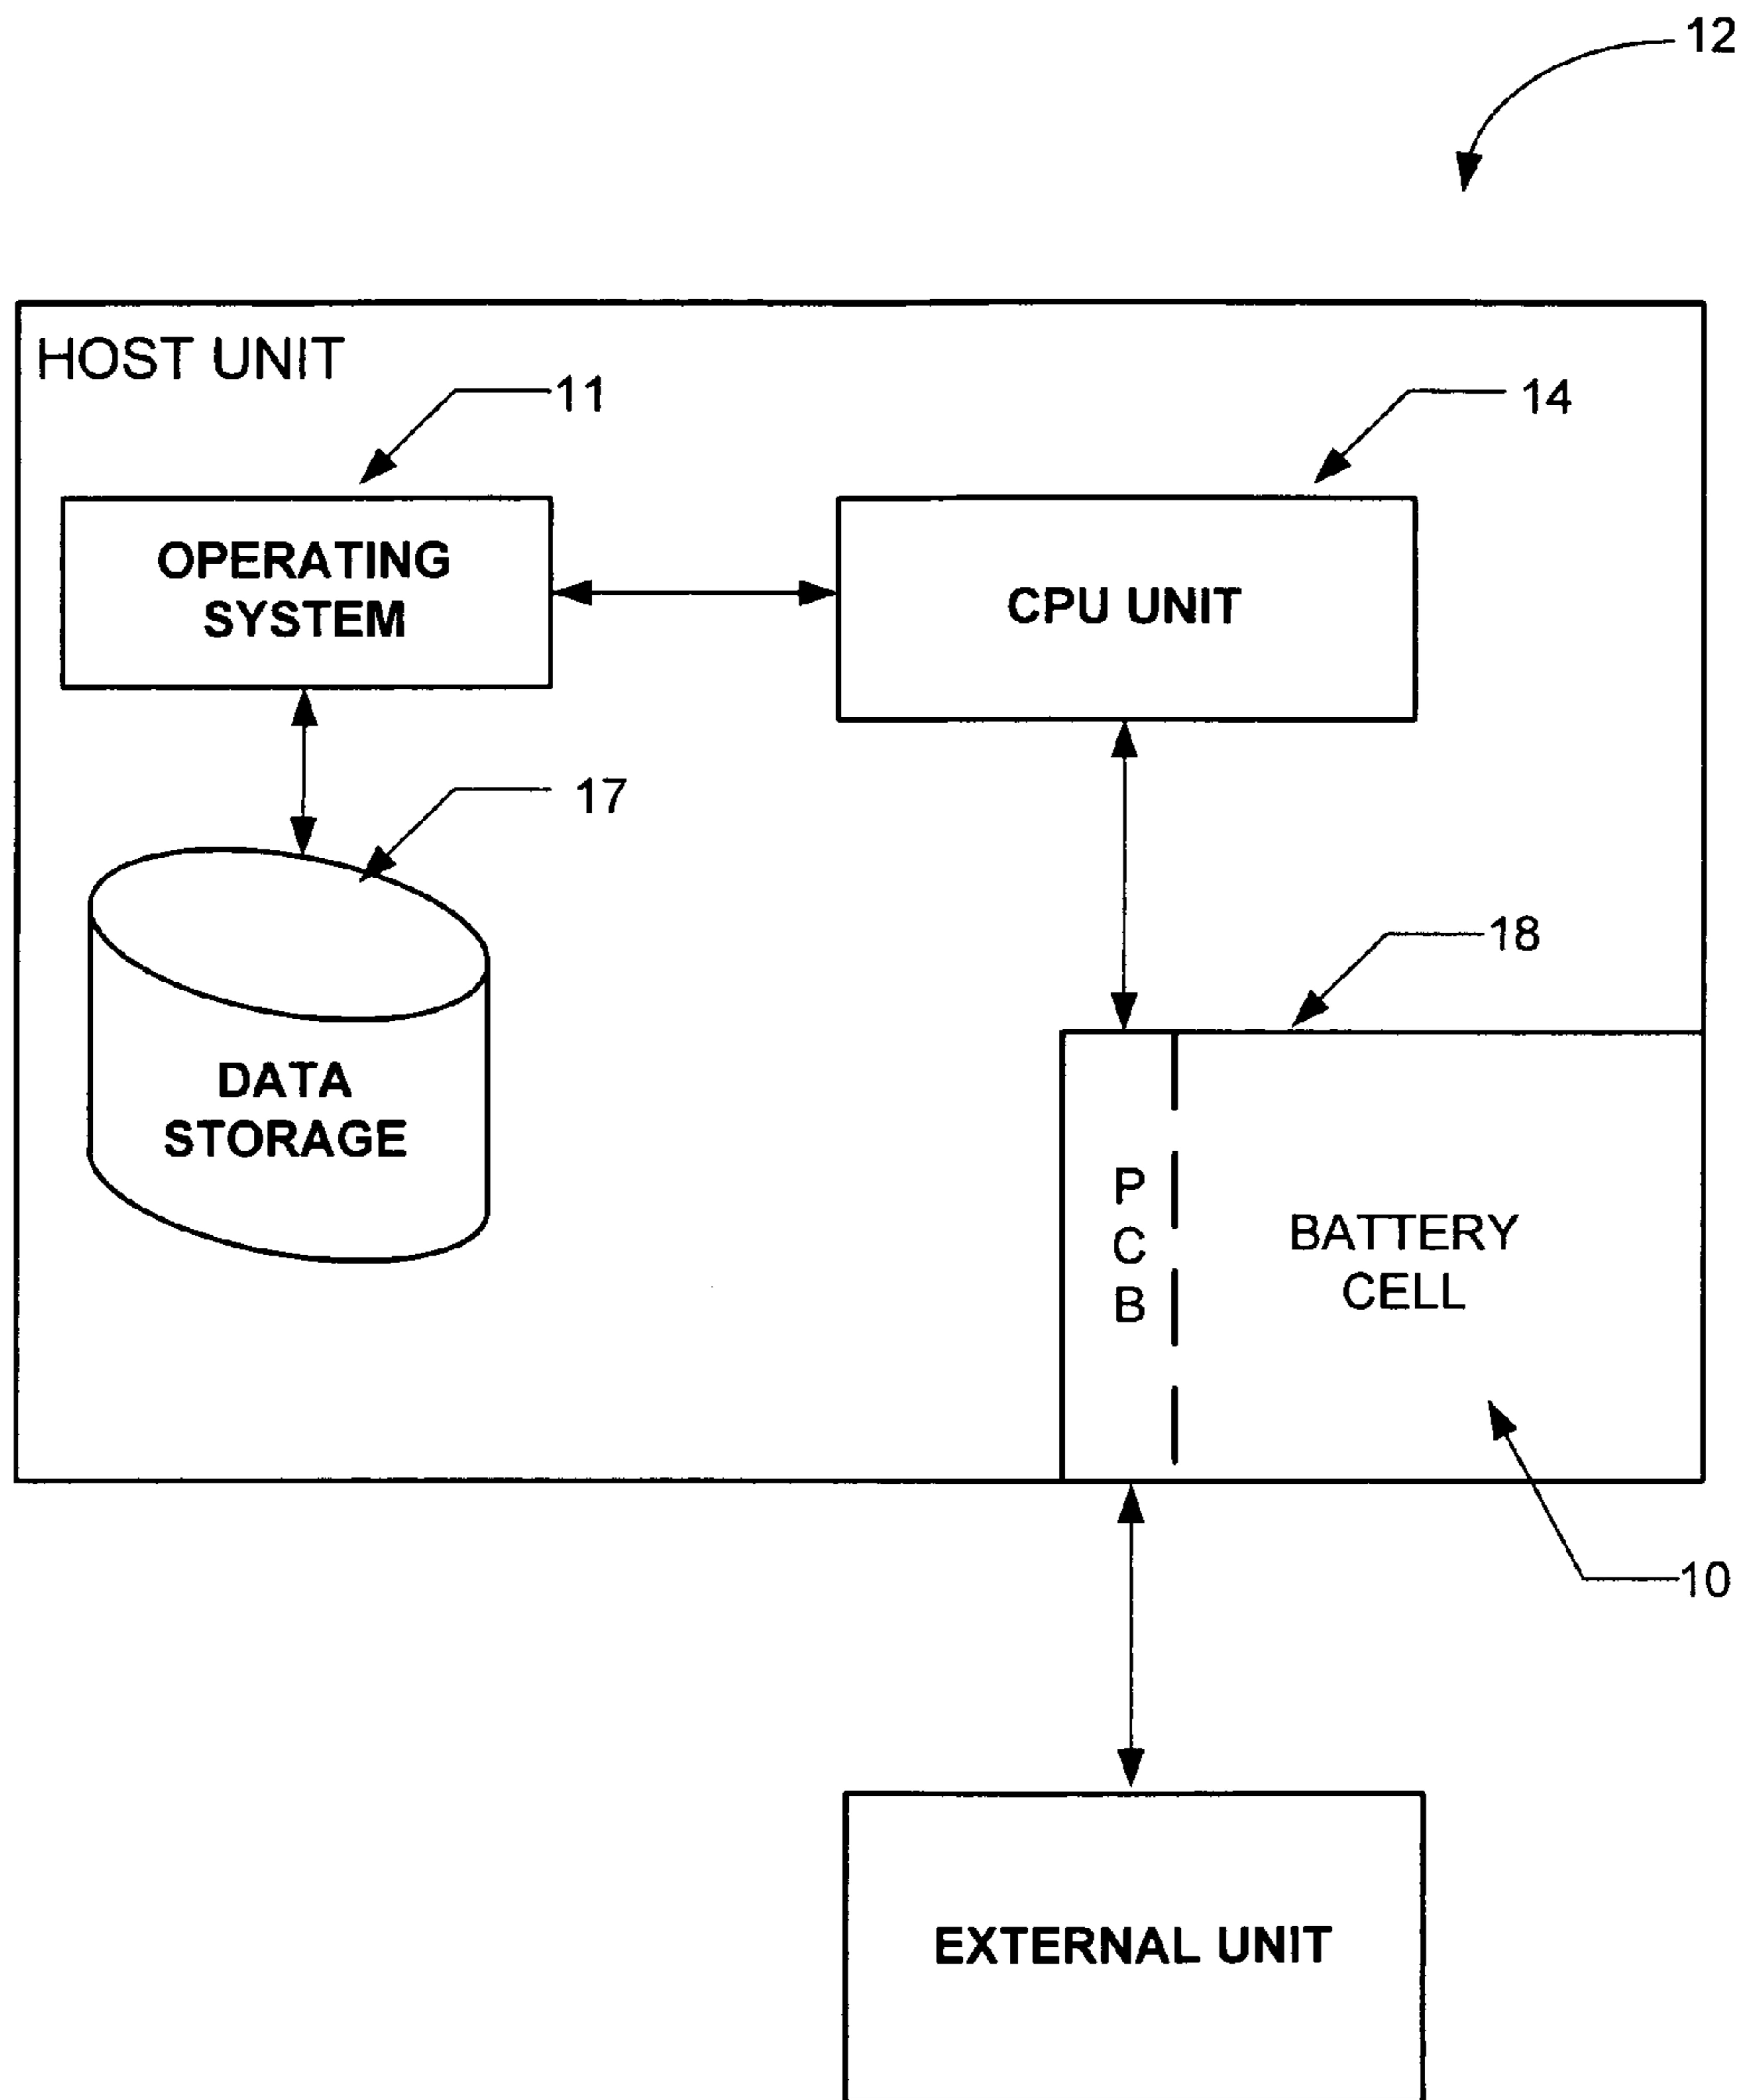 12
HOST UNIT
11
14
OPERATING
SYSTEM
CPU UNIT
17
18
DATA
STORAGE
P
C
B
BATTERY
CELL
10
EXTERNAL UNIT